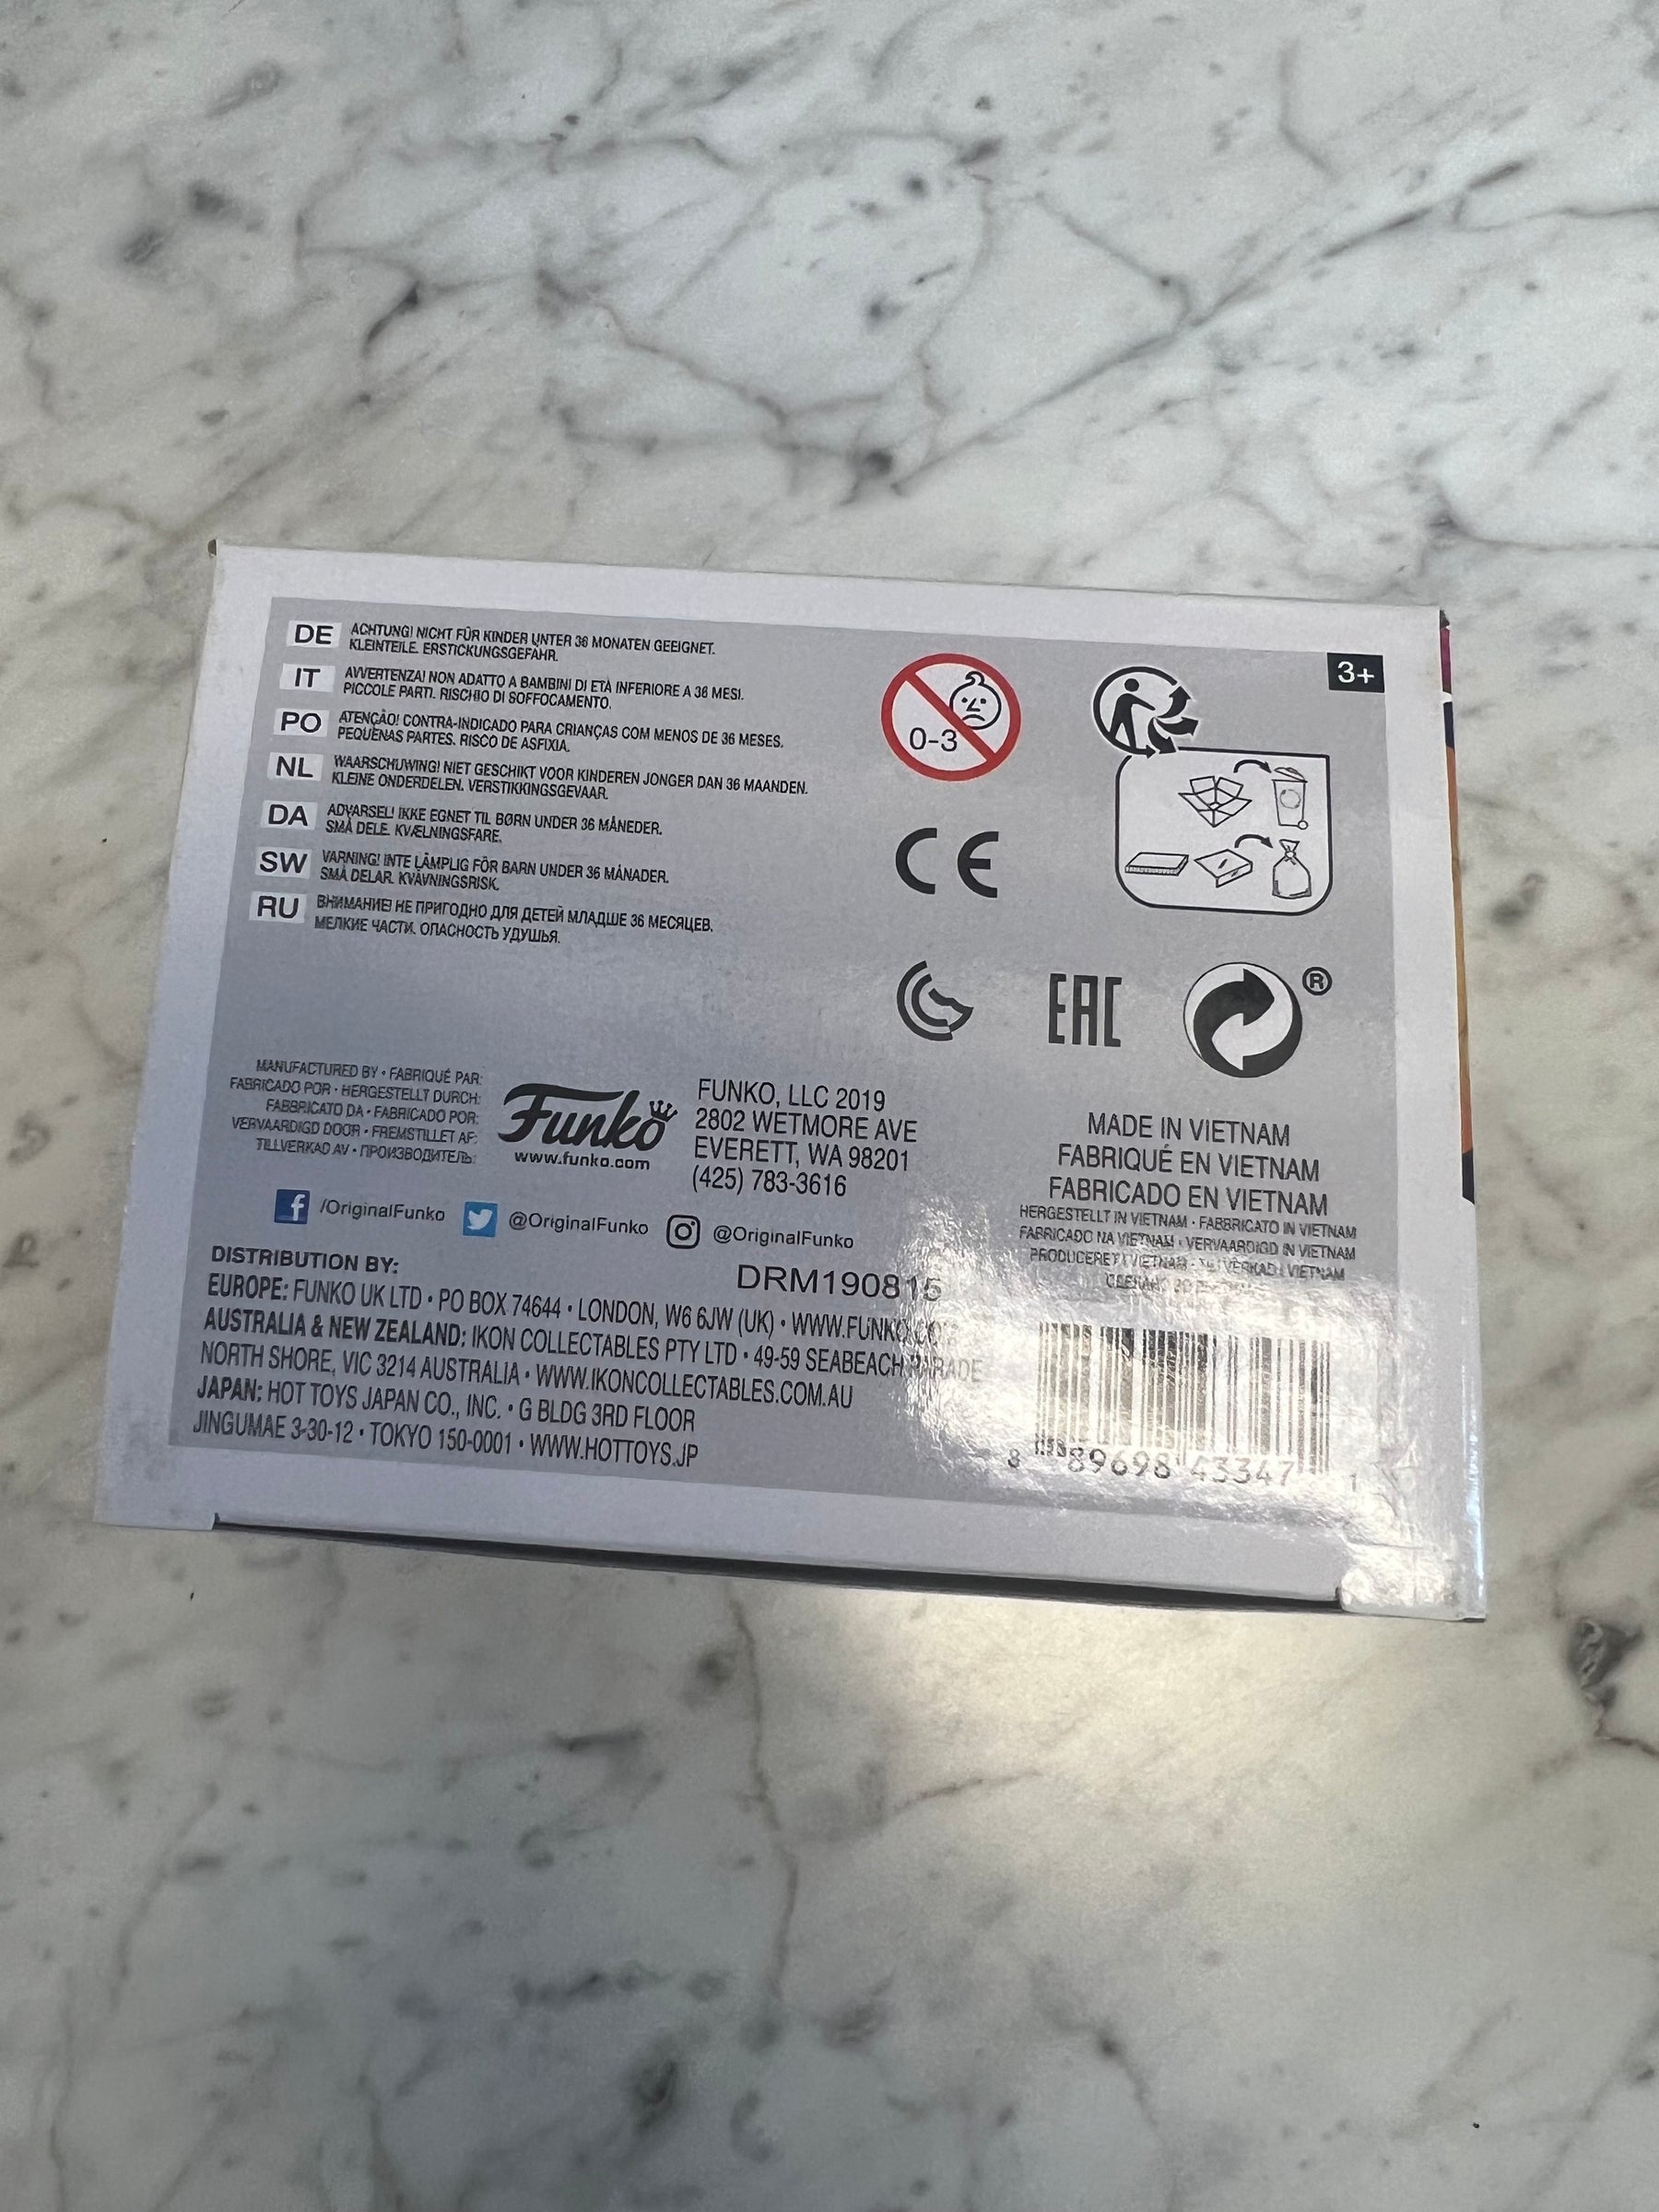 DE ACHTUNG! NICHT FÜR KINDER UNTER 36 MONATEN GEEIGNET.
KLEINTEILE. ERSTICKUNGSGEFAHR.
IT AVVERTENZA! NON ADATTO A BAMBINI DI ETÀ INFERIORE A 36 MESI.
PICCOLE PARTI. RISCHIO DI SOFFOCAMENTO.
PO ATENÇÃO! CONTRA-INDICADO PARA CRIANÇAS COM MENOS DE 36 MESES.
PEQUENAS PARTES. RISCO DE ASFIXIA.
NL WAARSCHUWING! NIET GESCHIKT VOOR KINDEREN JONGER DAN 36 MAANDEN.
KLEINE ONDERDELEN. VERSTIKKINGSGEVAAR.
DA ADVARSEL! IKKE EGNET TIL BØRN UNDER 36 MÅNEDER.
SMÅ DELE. KVÆLNINGSFARE.
SW VARNING! INTE LÄMPLIG FÖR BARN UNDER 36 MÅNADER.
SMÅ DELAR. KVÄVNINGSRISK.
RU ВНИМАНИЕ! НЕ ПРИГОДНО ДЛЯ ДЕТЕЙ МЛАДШЕ 36 МЕСЯЦЕВ.
МЕЛКИЕ ЧАСТИ. ОПАСНОСТЬ УДУШЬЯ.
0-3
3+
CE
EAC
®
MANUFACTURED BY • FABRIQUÉ PAR:
FABRICADO POR • HERGESTELLT DURCH:
FABBRICATO DA • FABRICADO POR:
VERVAARDIGD DOOR • FREMSTILLET AF:
TILLVERKAD AV • ПРОИЗВОДИТЕЛЬ:
Funko
www.funko.com
FUNKO, LLC 2019
2802 WETMORE AVE
EVERETT, WA 98201
(425) 783-3616
/OriginalFunko @OriginalFunko @OriginalFunko
MADE IN VIETNAM
FABRIQUÉ EN VIETNAM
FABRICADO EN VIETNAM
HERGESTELLT IN VIETNAM • FABBRICATO IN VIETNAM
FABRICADO NA VIETNAM • VERVAARDIGD IN VIETNAM
PRODUCERET I VIETNAM • TILLVERKAD I VIETNAM
DRM190815
DISTRIBUTION BY:
EUROPE: FUNKO UK LTD • PO BOX 74644 • LONDON, W6 6JW (UK) • WWW.FUNKO.COM
AUSTRALIA & NEW ZEALAND: IKON COLLECTABLES PTY LTD • 49-59 SEABEACH PARADE
NORTH SHORE, VIC 3214 AUSTRALIA • WWW.IKONCOLLECTABLES.COM.AU
JAPAN: HOT TOYS JAPAN CO., INC. • G BLDG 3RD FLOOR
JINGUMAE 3-30-12 • TOKYO 150-0001 • WWW.HOTTOYS.JP
8 89698 43347 1